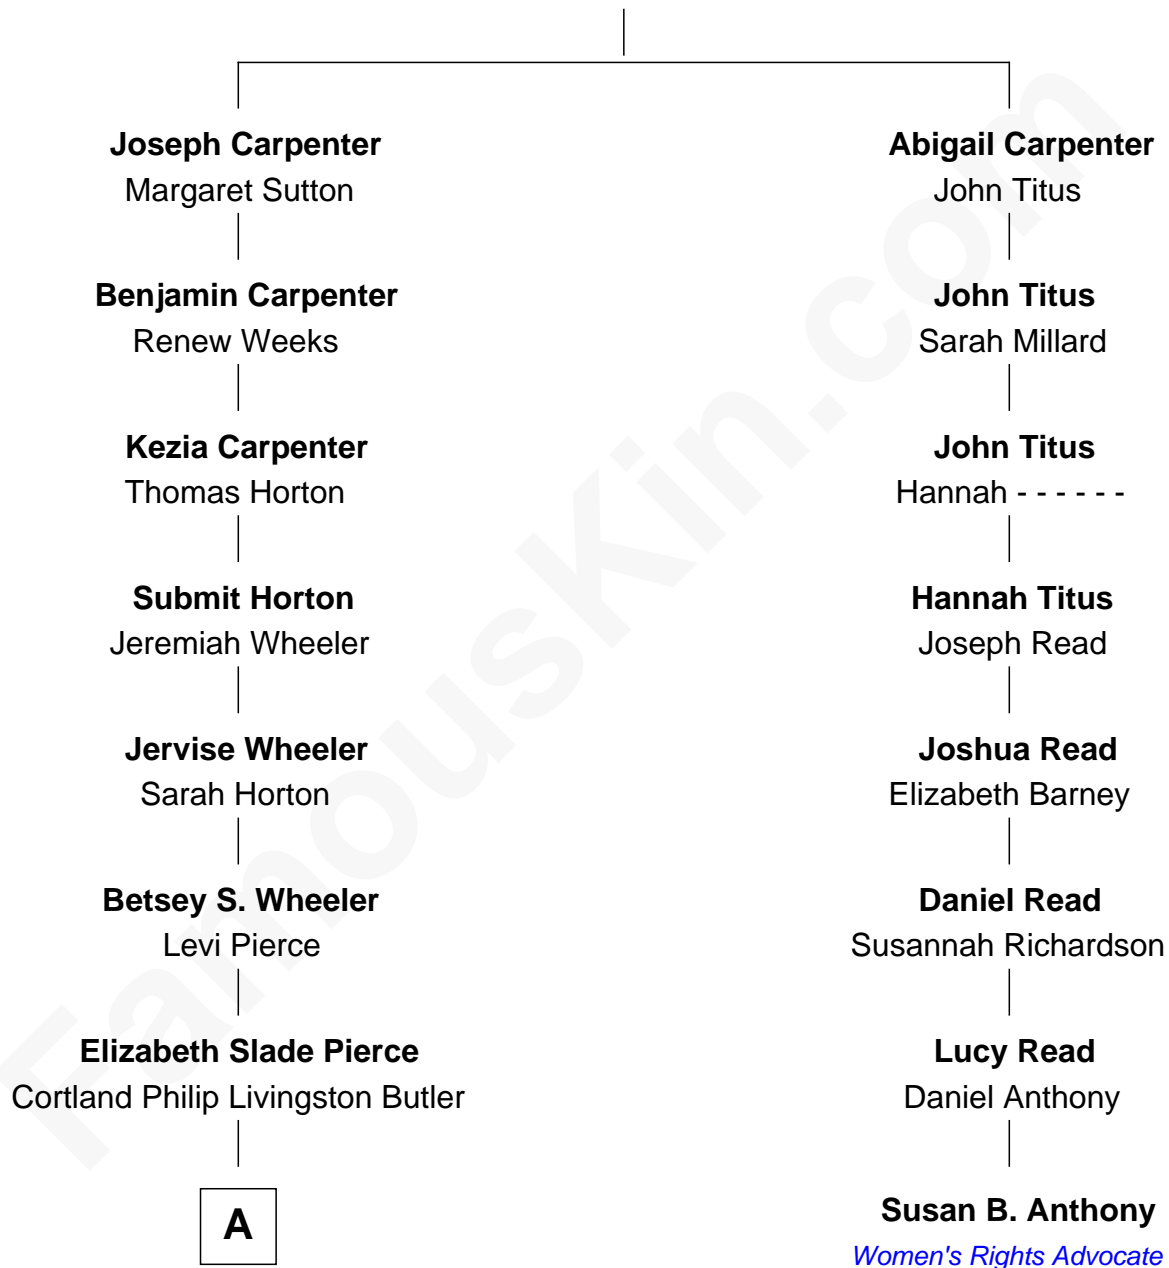 Joseph Carpenter
Margaret Sutton
Benjamin Carpenter
Renew Weeks
Kezia Carpenter
Thomas Horton
Submit Horton
Jeremiah Wheeler
Jervise Wheeler
Sarah Horton
Betsey S. Wheeler
Levi Pierce
Elizabeth Slade Pierce
Cortland Philip Livingston Butler
A
Abigail Carpenter
John Titus
John Titus
Sarah Millard
John Titus
Hannah - - - - - -
Hannah Titus
Joseph Read
Joshua Read
Elizabeth Barney
Daniel Read
Susannah Richardson
Lucy Read
Daniel Anthony
Susan B. Anthony
Women's Rights Advocate
FamousKin.com